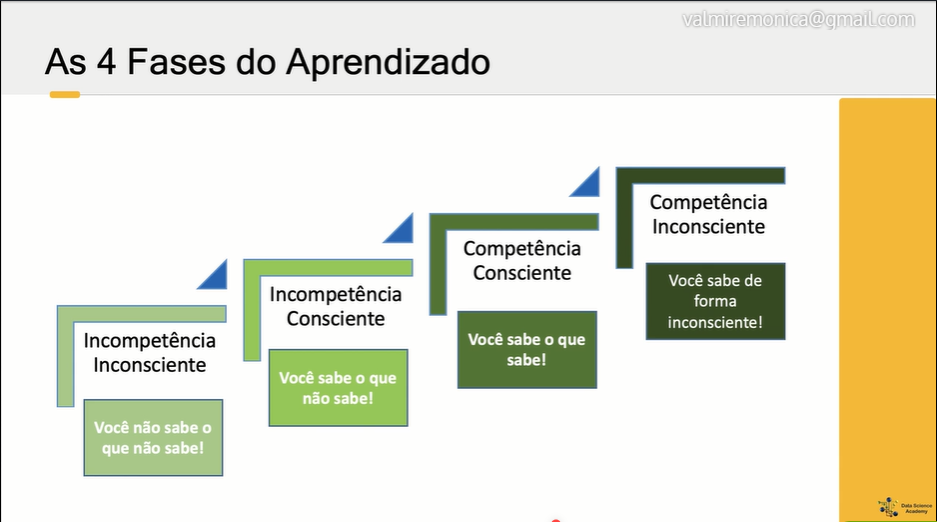 valmiremonica@gmail.com
As 4 Fases do Aprendizado
Incompetência
Inconsciente
Você não sabe o
que não sabe!
Incompetência
Consciente
Você sabe o que
não sabe!
Competência
Consciente
Você sabe o que
sabe!
Competência
Inconsciente
Você sabe de
forma
inconsciente!
Data Science
Academy